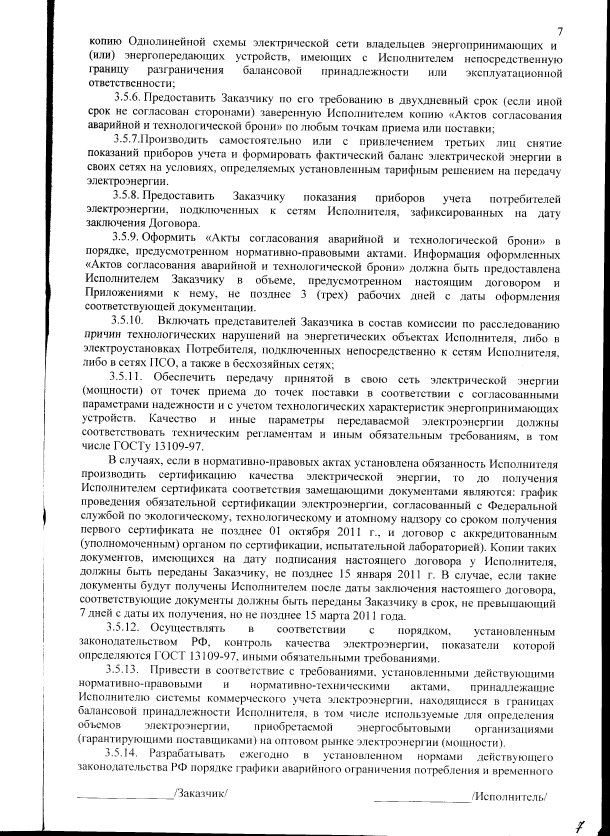 7
копию Однолинейной схемы электрической сети владельцев энергопринимающих и
(или) энергопередающих устройств, имеющих с Исполнителем непосредственную
границу разграничения балансовой принадлежности или эксплуатационной
ответственности;
3.5.6. Предоставить Заказчику по его требованию в двухдневный срок (если иной
срок не согласован сторонами) заверенную Исполнителем копию «Актов согласования
аварийной и технологической брони» по любым точкам приема или поставки;
3.5.7.Производить самостоятельно или с привлечением третьих лиц снятие
показаний приборов учета и формировать фактический баланс электрической энергии в
своих сетях на условиях, определяемых установленным тарифным решением на передачу
электроэнергии.
3.5.8. Предоставить Заказчику показания приборов учета потребителей
электроэнергии, подключенных к сетям Исполнителя, зафиксированных на дату
заключения Договора.
3.5.9. Оформить «Акты согласования аварийной и технологической брони» в
порядке, предусмотренном нормативно-правовыми актами. Информация оформленных
«Актов согласования аварийной и технологической брони» должна быть предоставлена
Исполнителем Заказчику в объеме, предусмотренном настоящим договором и
Приложениями к нему, не позднее 3 (трех) рабочих дней с даты оформления
соответствующей документации.
3.5.10. Включать представителей Заказчика в состав комиссии по расследованию
причин технологических нарушений на энергетических объектах Исполнителя, либо в
электроустановках Потребителя, подключенных непосредственно к сетям Исполнителя,
либо в сетях ПСО, а также в бесхозяйных сетях;
3.5.11. Обеспечить передачу принятой в свою сеть электрической энергии
(мощности) от точек приема до точек поставки в соответствии с согласованными
параметрами надежности и с учетом технологических характеристик энергопринимающих
устройств. Качество и иные параметры передаваемой электроэнергии должны
соответствовать техническим регламентам и иным обязательным требованиям, в том
числе ГОСТу 13109-97.
В случаях, если в нормативно-правовых актах установлена обязанность Исполнителя
производить сертификацию качества электрической энергии, то до получения
Исполнителем сертификата соответствия замещающими документами являются: график
проведения обязательной сертификации электроэнергии, согласованный с Федеральной
службой по экологическому, технологическому и атомному надзору со сроком получения
первого сертификата не позднее 01 октября 2011 г., и договор с аккредитованным
(уполномоченным) органом по сертификации, испытательной лабораторией). Копии таких
документов, имеющихся на дату подписания настоящего договора у Исполнителя,
должны быть переданы Заказчику, не позднее 15 января 2011 г. В случае, если такие
документы будут получены Исполнителем после даты заключения настоящего договора,
соответствующие документы должны быть переданы Заказчику в срок, не превышающий
7 дней с даты их получения, но не позднее 15 марта 2011 года.
3.5.12. Осуществлять в соответствии с порядком, установленным
законодательством РФ, контроль качества электроэнергии, показатели которой
определяются ГОСТ 13109-97, иными обязательными требованиями.
3.5.13. Привести в соответствие с требованиями, установленными действующими
нормативно-правовыми и нормативно-техническими актами, принадлежащие
Исполнителю системы коммерческого учета электроэнергии, находящиеся в границах
балансовой принадлежности Исполнителя, в том числе используемые для определения
объемов электроэнергии, приобретаемой энергосбытовыми организациями
(гарантирующими поставщиками) на оптовом рынке электроэнергии (мощности).
3.5.14. Разрабатывать ежегодно в установленном нормами действующего
законодательства РФ порядке графики аварийного ограничения потребления и временного
________________/Заказчик/ ________________/Исполнитель/
7